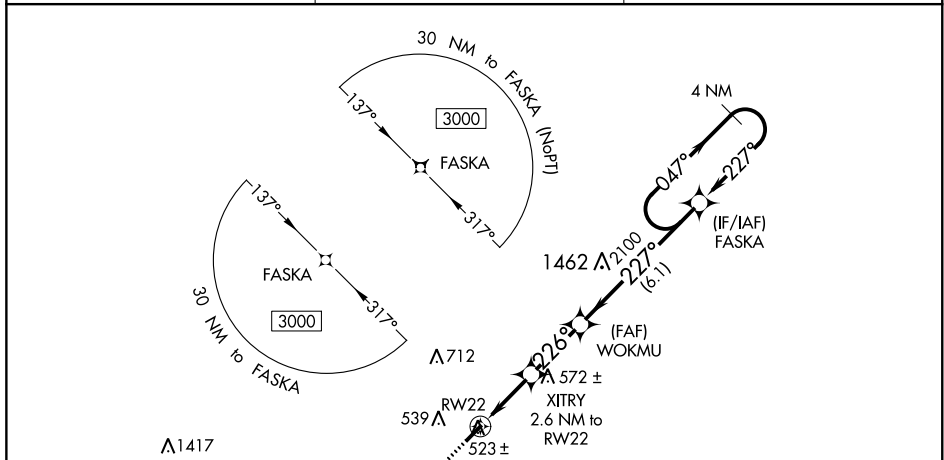 30 NM to FASKA (NoPT)
137°
3000
FASKA
317°
137°
FASKA
317°
3000
30 NM to FASKA
4 NM
047°
227°
(IF/IAF)
FASKA
1462
2100
227°
(6.1)
(FAF)
WOKMU
226°
712
572 ±
XITRY
2.6 NM to
RW22
RW22
539
523 ±
1417